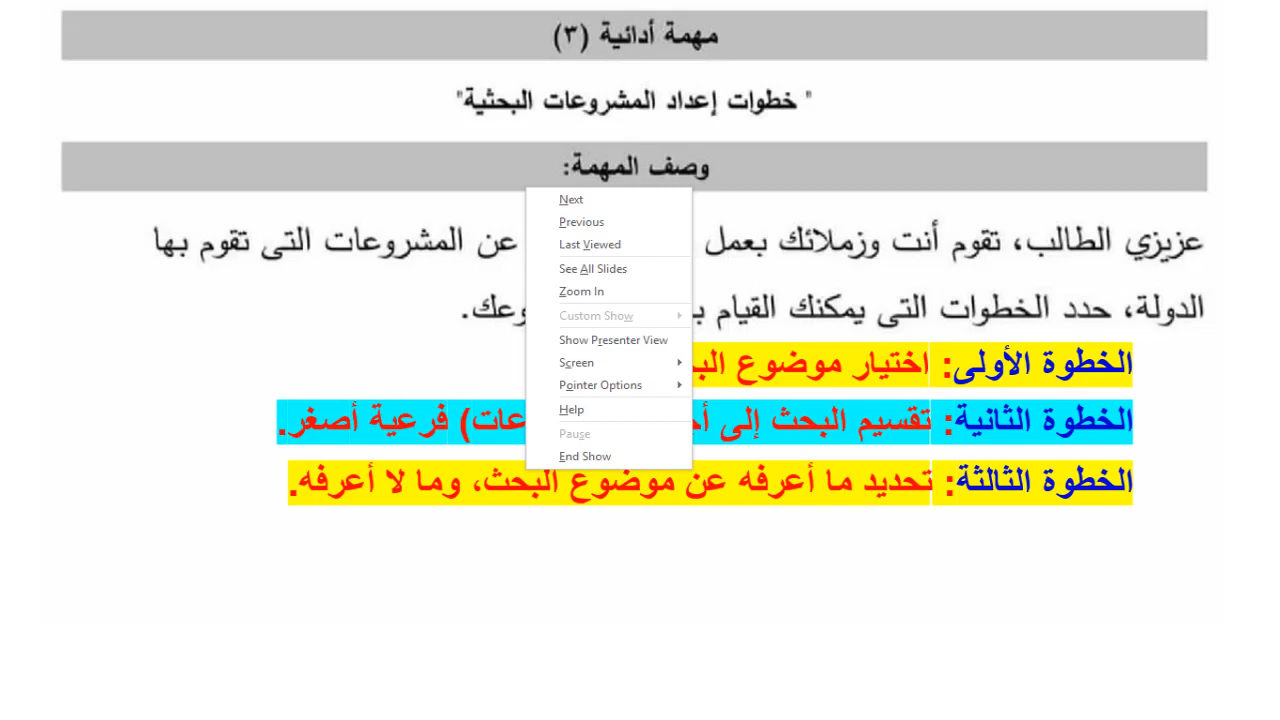 مهمة أدائية (٣)
" خطوات إعداد المشروعات البحثية"
وصف المهمة:
عزيزي الطالب، تقوم أنت وزملائك بعمل عن المشروعات التى تقوم بها
الدولة، حدد الخطوات التى يمكنك القيام
الخطوة الأولى: اختيار موضوع
الخطوة الثانية: تقسيم البحث إلى فرعية أصغر.
الخطوة الثالثة: تحديد ما أعرفه عن موضوع البحث، وما لا أعرفه.
Next
Previous
Last Viewed
See All Slides
Zoom In
Custom Show
Show Presenter View
Screen
Pointer Options
Help
Pause
End Show